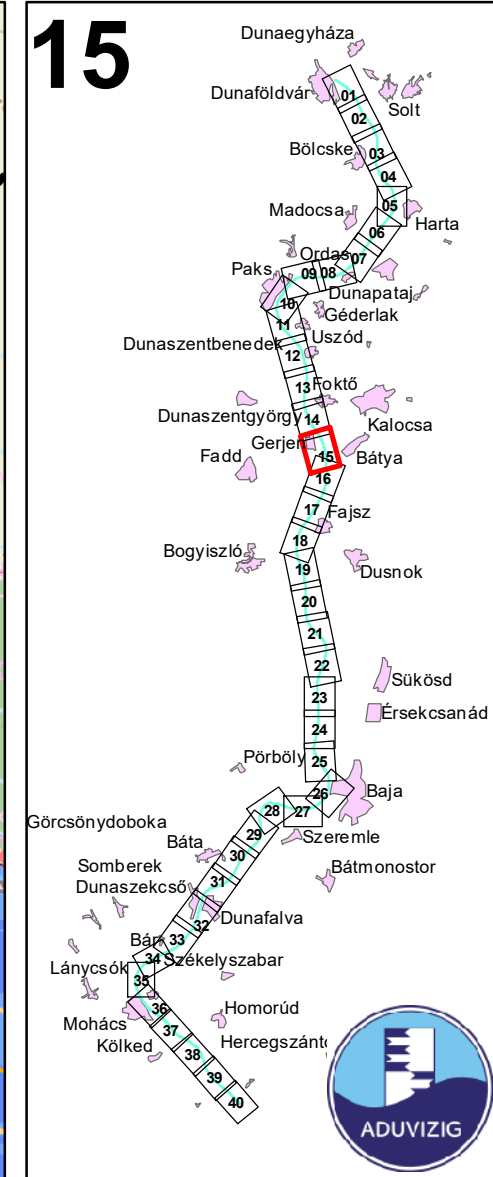 15
Dunaegyháza
Dunaföldvár
01
Solt
02
Bölcske
03
04
Madocsa
05
Harta
06
Ordas
07
Paks
09
08
Dunapataj
10
Géderlak
11
Uszód
Dunaszentbenedek
12
13
Foktő
Dunaszentgyörgy
14
Kalocsa
Gerjen
15
Bátya
Fadd
16
17
Fajsz
18
Bogyiszló
19
Dusnok
20
21
22
Sükösd
23
Érsekcsanád
24
Pörböly
25
26
Baja
28
27
Görcsönydoboka
29
Szeremle
Báta
30
Bátmonostor
Somberek
31
Dunaszekcső
32
Dunafalva
Bár
33
34
Székelyszabar
Lánycsók
35
36
Homorúd
Mohács
37
Kölked
38
Hercegszántó
39
40
ADUVIZIG